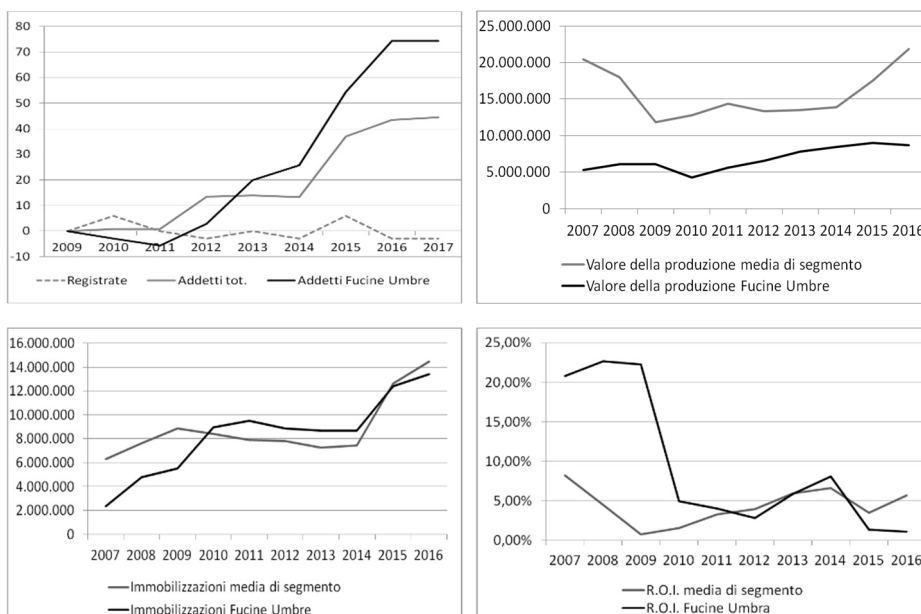 80
70
60
50
40
30
20
10
0
-10
2009 2010 2011 2012 2013 2014 2015 2016 2017
Registrate Addetti tot. Addetti Fucine Umbre
25.000.000
20.000.000
15.000.000
10.000.000
5.000.000
0
2007 2008 2009 2010 2011 2012 2013 2014 2015 2016
Valore della produzione media di segmento
Valore della produzione Fucine Umbre
16.000.000
14.000.000
12.000.000
10.000.000
8.000.000
6.000.000
4.000.000
2.000.000
0
2007 2008 2009 2010 2011 2012 2013 2014 2015 2016
Immobilizzazioni media di segmento
Immobilizzazioni Fucine Umbre
25,00%
20,00%
15,00%
10,00%
5,00%
0,00%
2007 2008 2009 2010 2011 2012 2013 2014 2015 2016
R.O.I. media di segmento
R.O.I. Fucine Umbra